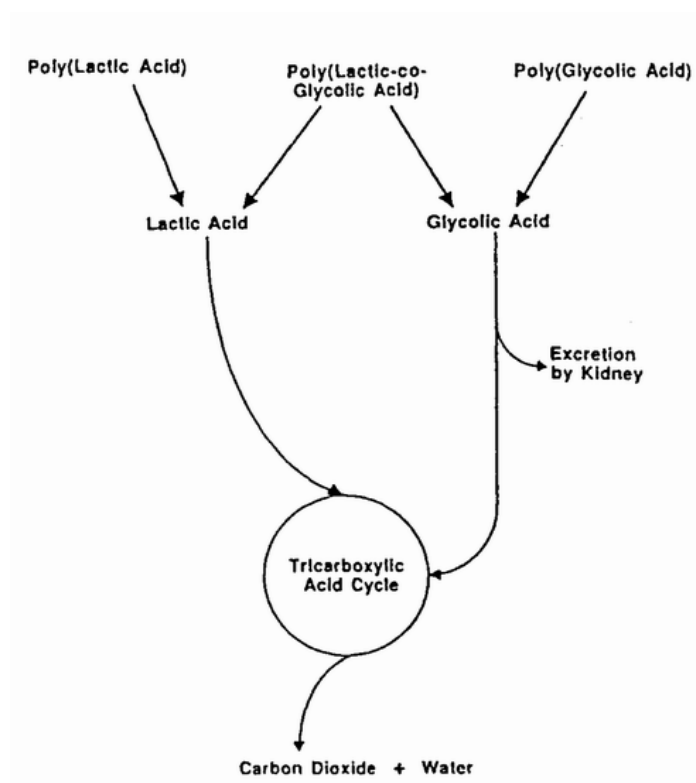 Poly(Lactic Acid)
Poly(Lactic-co-
Glycolic Acid)
Poly(Glycolic Acid)
Lactic Acid
Glycolic Acid
Excretion
by Kidney
Tricarboxylic
Acid Cycle
Carbon Dioxide + Water